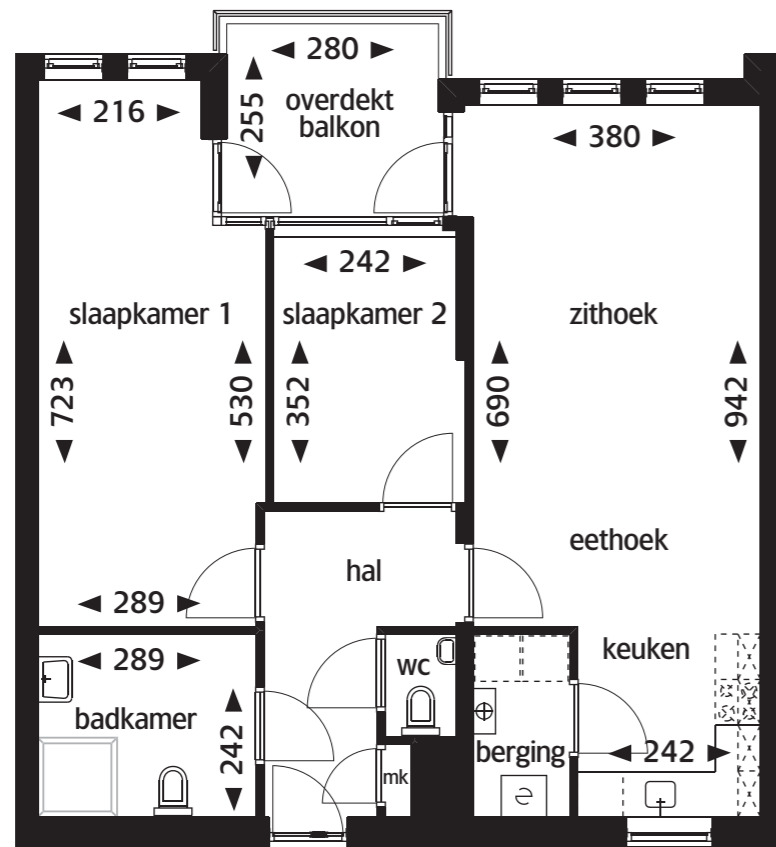 280
216
255
overdekt
balkon
380
242
slaapkamer 1
slaapkamer 2
zithoek
723
530
352
690
942
eethoek
hal
289
keuken
289
wc
badkamer
242
berging
242
mk